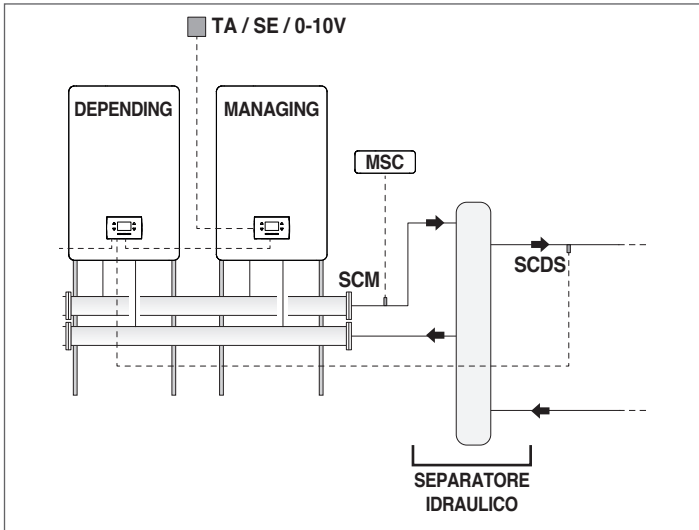 TA / SE / 0-10V
DEPENDING
MANAGING
MSC
SCM
SCDS
SEPARATORE
IDRAULICO